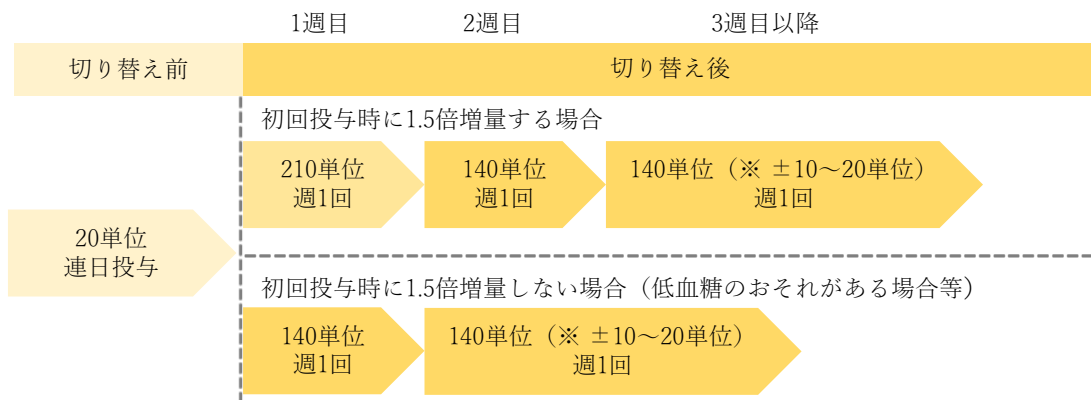 1週目
2週目
3週目以降
切り替え前
切り替え後
初回投与時に1.5倍増量する場合
210単位
週1回
140単位
週1回
140単位（※ ±10～20単位）
週1回
20単位
連日投与
初回投与時に1.5倍増量しない場合（低血糖のおそれがある場合等）
140単位
週1回
140単位（※ ±10～20単位）
週1回